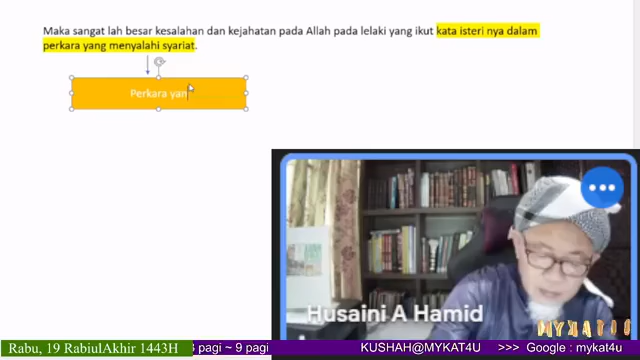 Maka sangat lah besar kesalahan dan kejahatan pada Allah pada lelaki yang ikut kata isteri nya dalam
perkara yang menyalahi syariat.
Perkara yan
Husaini A Hamid
MYKAT
Rabu, 19 RabiulAkhir 1443H pagi ~ 9 pagi KUSHAH@MYKAT4U >>> Google : mykat4u